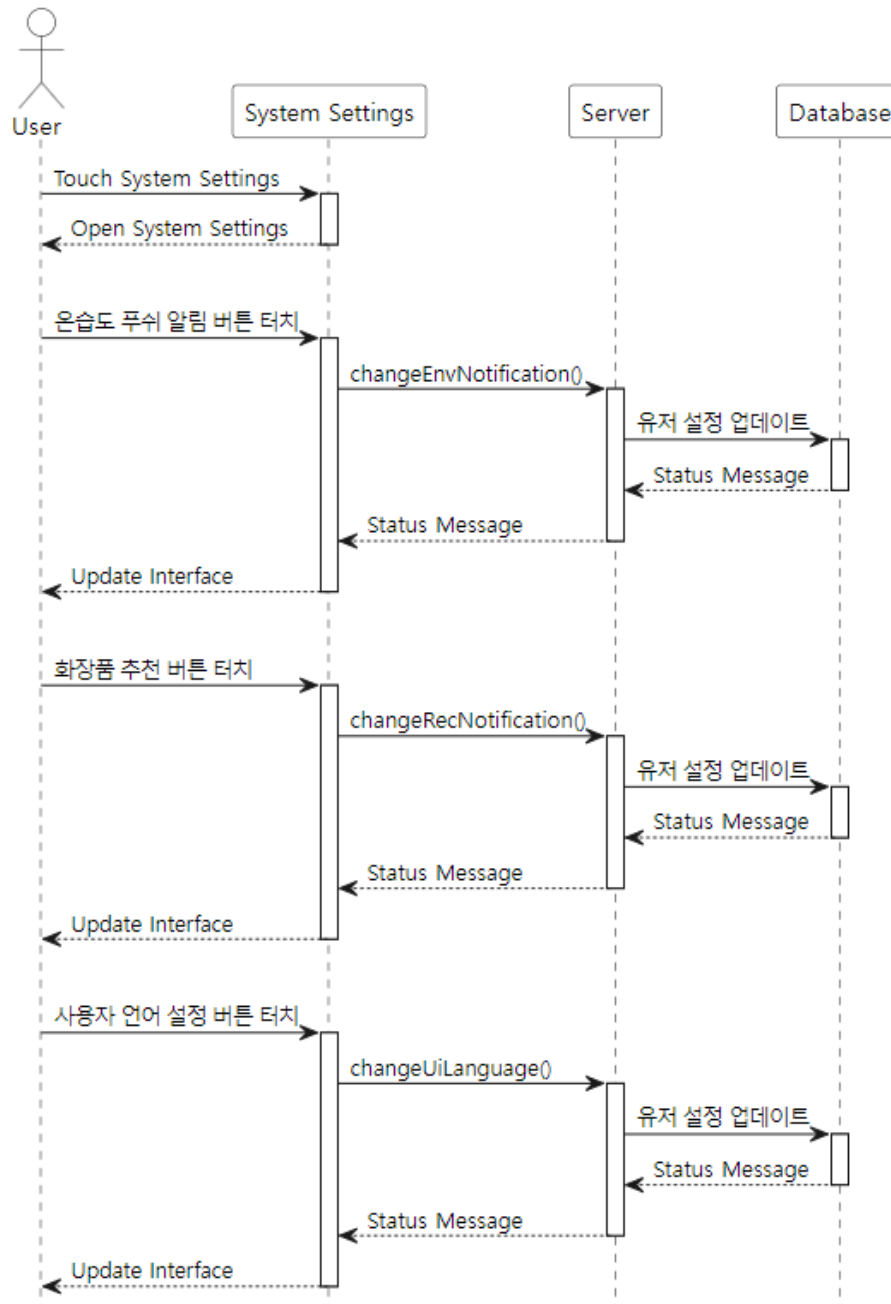 User
System Settings
Server
Database
Touch System Settings
Open System Settings
온습도 푸쉬 알림 버튼 터치
changeEnvNotification()
유저 설정 업데이트
Status Message
Status Message
Update Interface
화장품 추천 버튼 터치
changeRecNotification()
유저 설정 업데이트
Status Message
Status Message
Update Interface
사용자 언어 설정 버튼 터치
changeUiLanguage()
유저 설정 업데이트
Status Message
Status Message
Update Interface